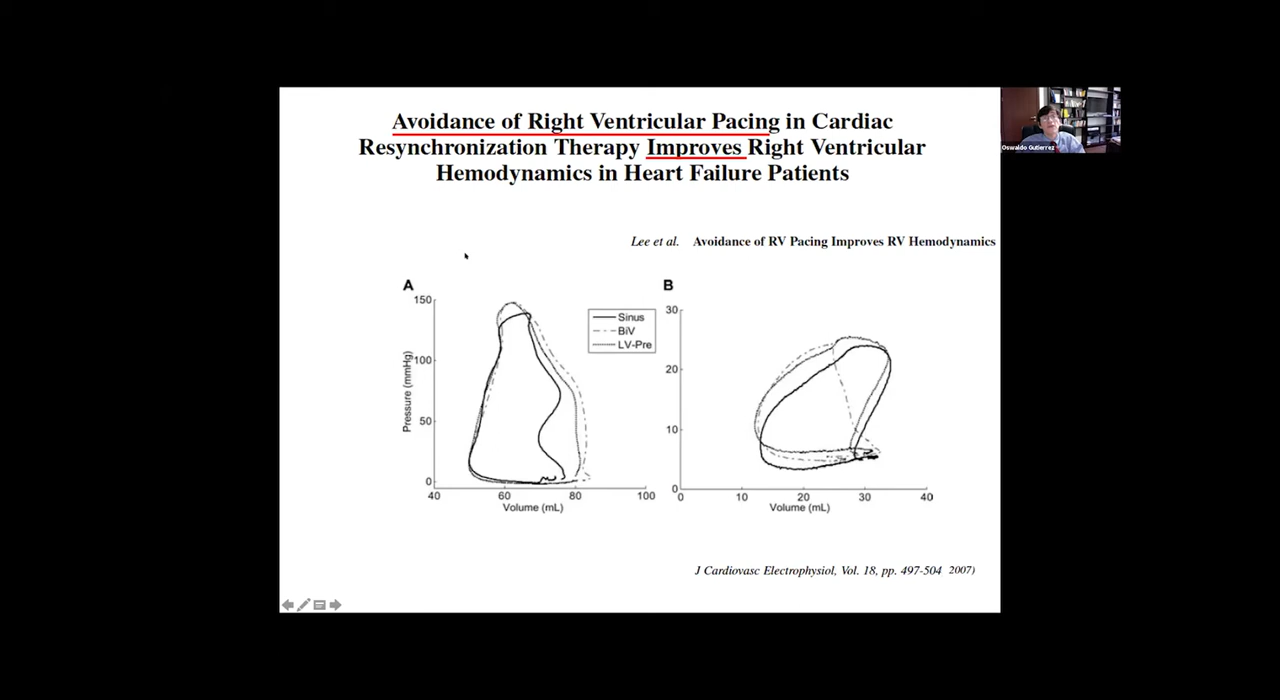 Avoidance of Right Ventricular Pacing in Cardiac
Resynchronization Therapy Improves Right Ventricular
Hemodynamics in Heart Failure Patients
Oswaldo Gutierrez
Lee et al. Avoidance of RV Pacing Improves RV Hemodynamics
A
150
100
50
0
Pressure (mmHg)
40
60
80
100
Volume (mL)
Sinus
BiV
LV-Pre
B
30
20
10
0
0
10
20
30
40
Volume (mL)
J Cardiovasc Electrophysiol, Vol. 18, pp. 497-504 2007)